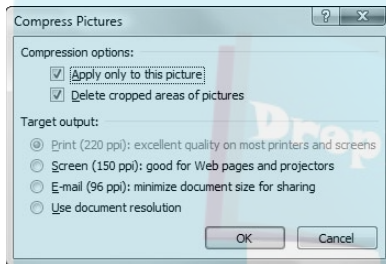 Compress Pictures
Compression options:
Apply only to this picture
Delete cropped areas of pictures
Target output:
Print (220 ppi): excellent quality on most printers and screens
Screen (150 ppi): good for Web pages and projectors
E-mail (96 ppi): minimize document size for sharing
Use document resolution
OK Cancel
Drop